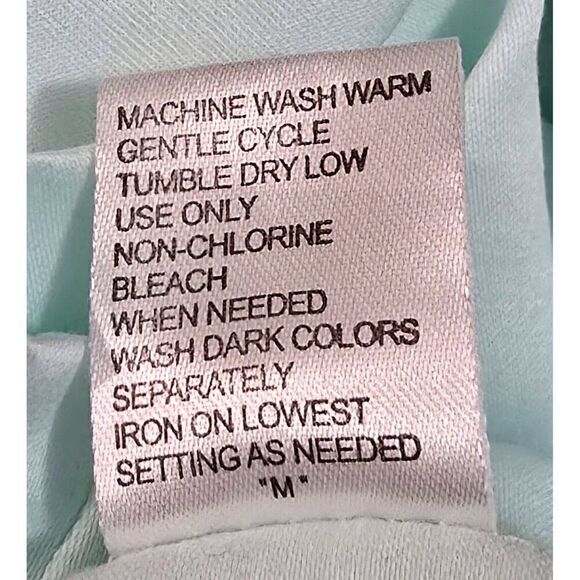 MACHINE WASH WARM
GENTLE CYCLE
TUMBLE DRY LOW
USE ONLY
NON-CHLORINE
BLEACH
WHEN NEEDED
WASH DARK COLORS
SEPARATELY
IRON ON LOWEST
SETTING AS NEEDED
"M"